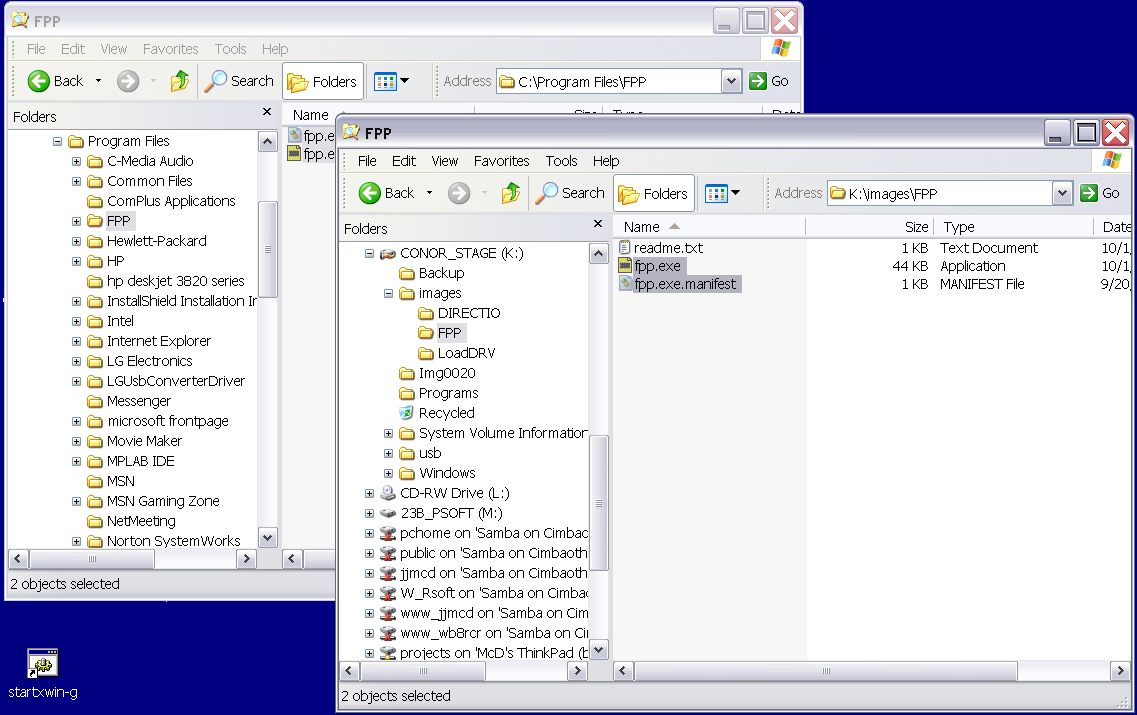 FPP
File Edit View Favorites Tools Help
Back Search Folders Address C:\Program Files\FPP Go
Folders
Name Size Type Date
Program Files
C-Media Audio
Common Files
ComPlus Applications
FPP
Hewlett-Packard
HP
hp deskjet 3820 series
InstallShield Installation Ir
Intel
Internet Explorer
LG Electronics
LGUsbConverterDriver
Messenger
microsoft frontpage
Movie Maker
MPLAB IDE
MSN
MSN Gaming Zone
NetMeeting
Norton SystemWorks
fpp.e
fpp.e
2 objects selected
FPP
File Edit View Favorites Tools Help
Back Search Folders Address K:\images\FPP Go
Folders
CONOR_STAGE (K:)
Backup
images
DIRECTIO
FPP
LoadDRV
Img0020
Programs
Recycled
System Volume Information
usb
Windows
CD-RW Drive (L:)
23B_PSOFT (M:)
pchome on 'Samba on Cimbao
public on 'Samba on Cimbaoth
jjmcd on 'Samba on Cimbaoth
W_Rsoft on 'Samba on Cimbao
www_jjmcd on 'Samba on Cim
www_wb8rcr on 'Samba on Ci
projects on 'McD's ThinkPad (b
Name Size Type Date
readme.txt 1 KB Text Document 10/1,
fpp.exe 44 KB Application 10/1,
fpp.exe.manifest 1 KB MANIFEST File 9/20,
2 objects selected
startxwin-g